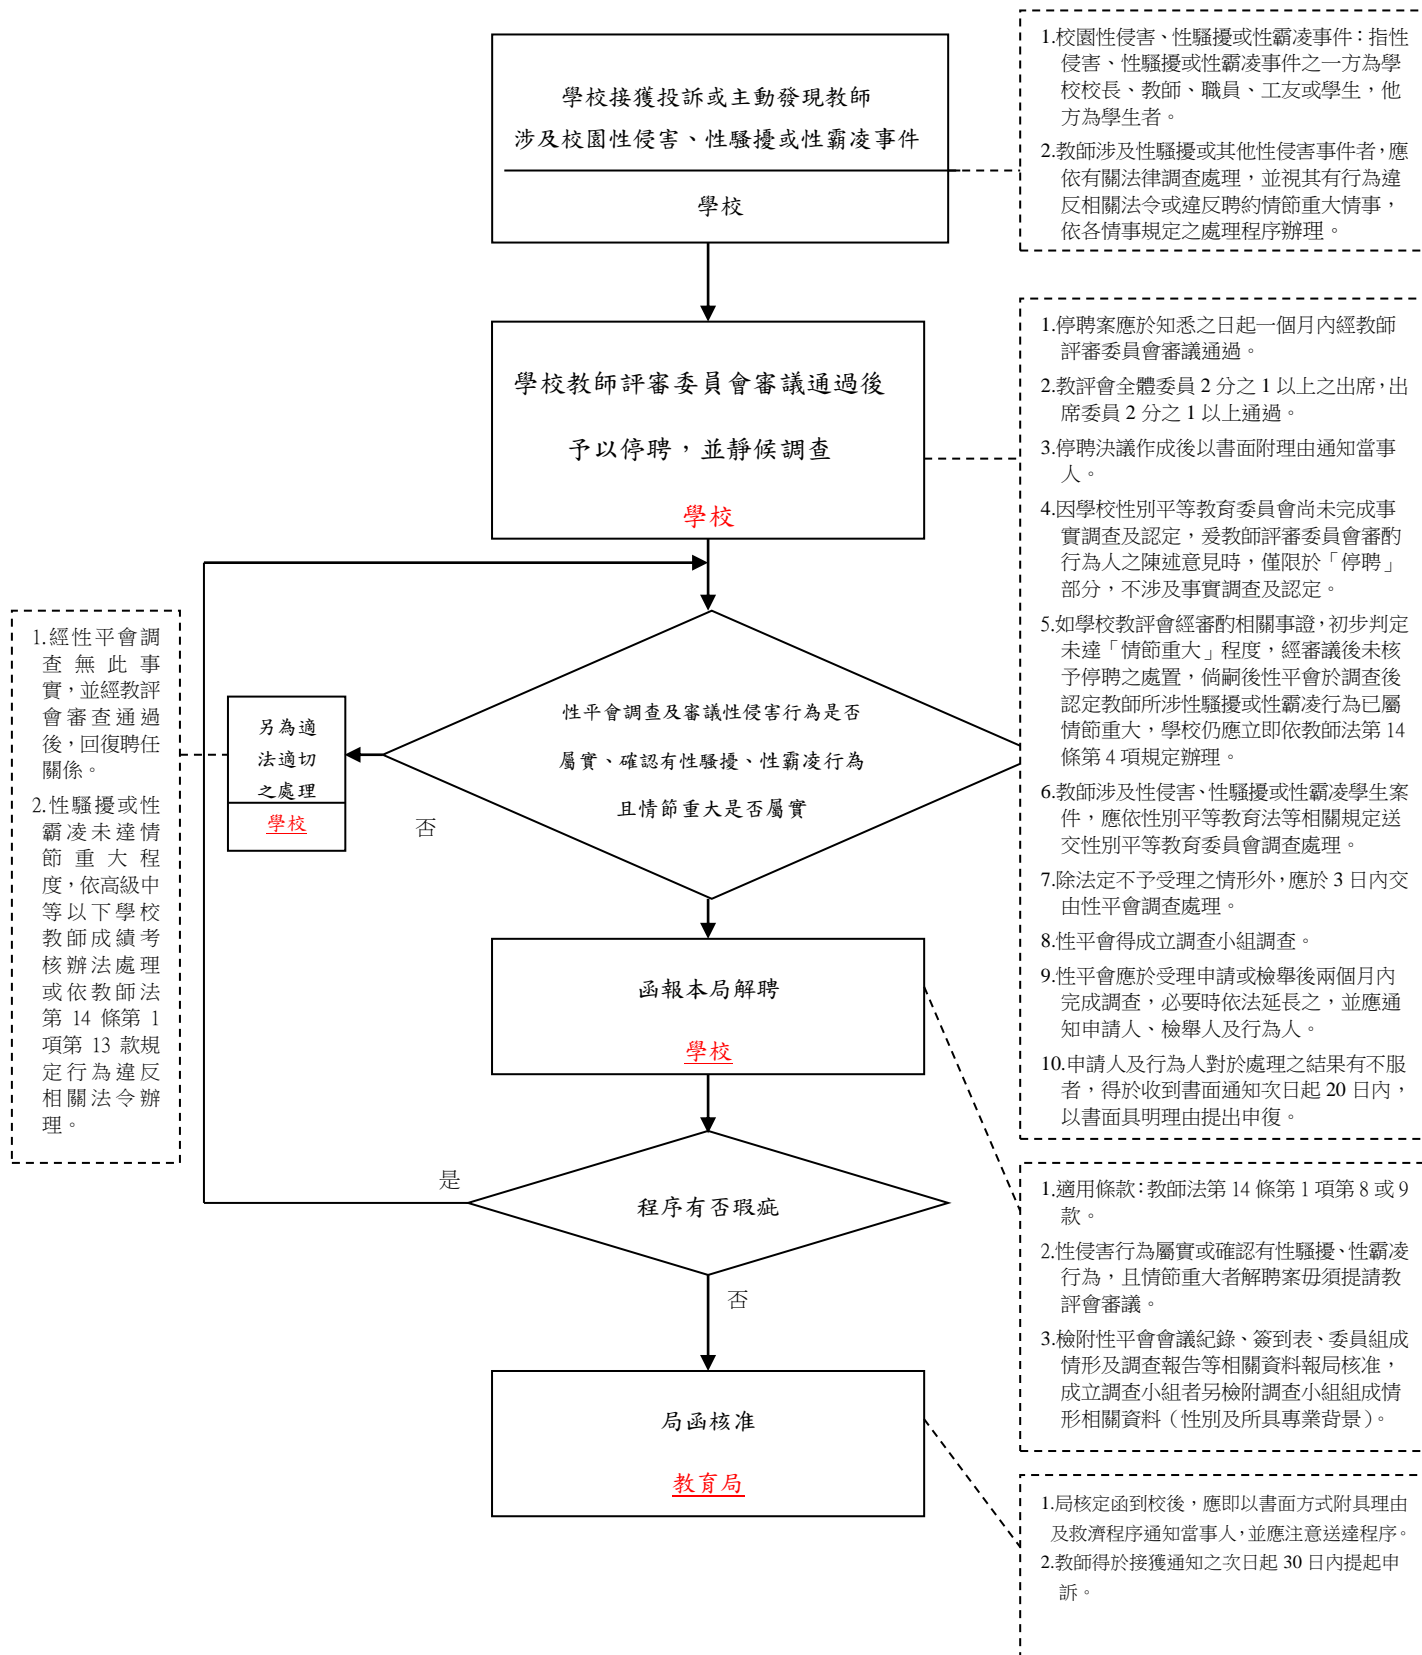 學校接獲投訴或主動發現教師
涉及校園性侵害、性騷擾或性霸凌事件
學校
1.校園性侵害、性騷擾或性霸凌事件：指性
侵害、性騷擾或性霸凌事件之一方為學
校校長、教師、職員、工友或學生，他
方為學生者。
2.教師涉及性騷擾或其他性侵害事件者，應
依有關法律調查處理，並視其有行為違
反相關法令或違反聘約情節重大情事，
依各情事規定之處理程序辦理。
學校教師評審委員會審議通過後
予以停聘，並靜候調查
學校
1.停聘案應於知悉之日起一個月內經教師
評審委員會審議通過。
2.教評會全體委員 2 分之 1 以上之出席，出
席委員 2 分之 1 以上通過。
3.停聘決議作成後以書面附理由通知當事
人。
4.因學校性別平等教育委員會尚未完成事
實調查及認定，爰教師評審委員會審酌
行為人之陳述意見時，僅限於「停聘」
部分，不涉及事實調查及認定。
5.如學校教評會經審酌相關事證，初步判定
未達「情節重大」程度，經審議後未核
予停聘之處置，倘嗣後性平會於調查後
認定教師所涉性騷擾或性霸凌行為已屬
情節重大，學校仍應立即依教師法第 14
條第 4 項規定辦理。
6.教師涉及性侵害、性騷擾或性霸凌學生案
件，應依性別平等教育法等相關規定送
交性別平等教育委員會調查處理。
7.除法定不予受理之情形外，應於 3 日內交
由性平會調查處理。
8.性平會得成立調查小組調查。
9.性平會應於受理申請或檢舉後兩個月內
完成調查，必要時依法延長之，並應通
知申請人、檢舉人及行為人。
10.申請人及行為人對於處理之結果有不服
者，得於收到書面通知次日起 20 日內，
以書面具明理由提出申復。
1.經性平會調
查無此事
實，並經教評
會審查通過
後，回復聘任
關係。
2.性騷擾或性
霸凌未達情
節重大程
度，依高級中
等以下學校
教師成績考
核辦法處理
或依教師法
第 14 條第 1
項第 13 款規
定行為違反
相關法令辦
理。
另為適
法適切
之處理
學校
否
性平會調查及審議性侵害行為是否
屬實、確認有性騷擾、性霸凌行為
且情節重大是否屬實
函報本局解聘
學校
是
程序有否瑕疵
否
1.適用條款：教師法第 14 條第 1 項第 8 或 9
款。
2.性侵害行為屬實或確認有性騷擾、性霸凌
行為，且情節重大者解聘案毋須提請教
評會審議。
3.檢附性平會會議紀錄、簽到表、委員組成
情形及調查報告等相關資料報局核准，
成立調查小組者另檢附調查小組組成情
形相關資料（性別及所具專業背景）。
局函核准
教育局
1.局核定函到校後，應即以書面方式附具理由
及救濟程序通知當事人，並應注意送達程序。
2.教師得於接獲通知之次日起 30 日內提起申
訴。